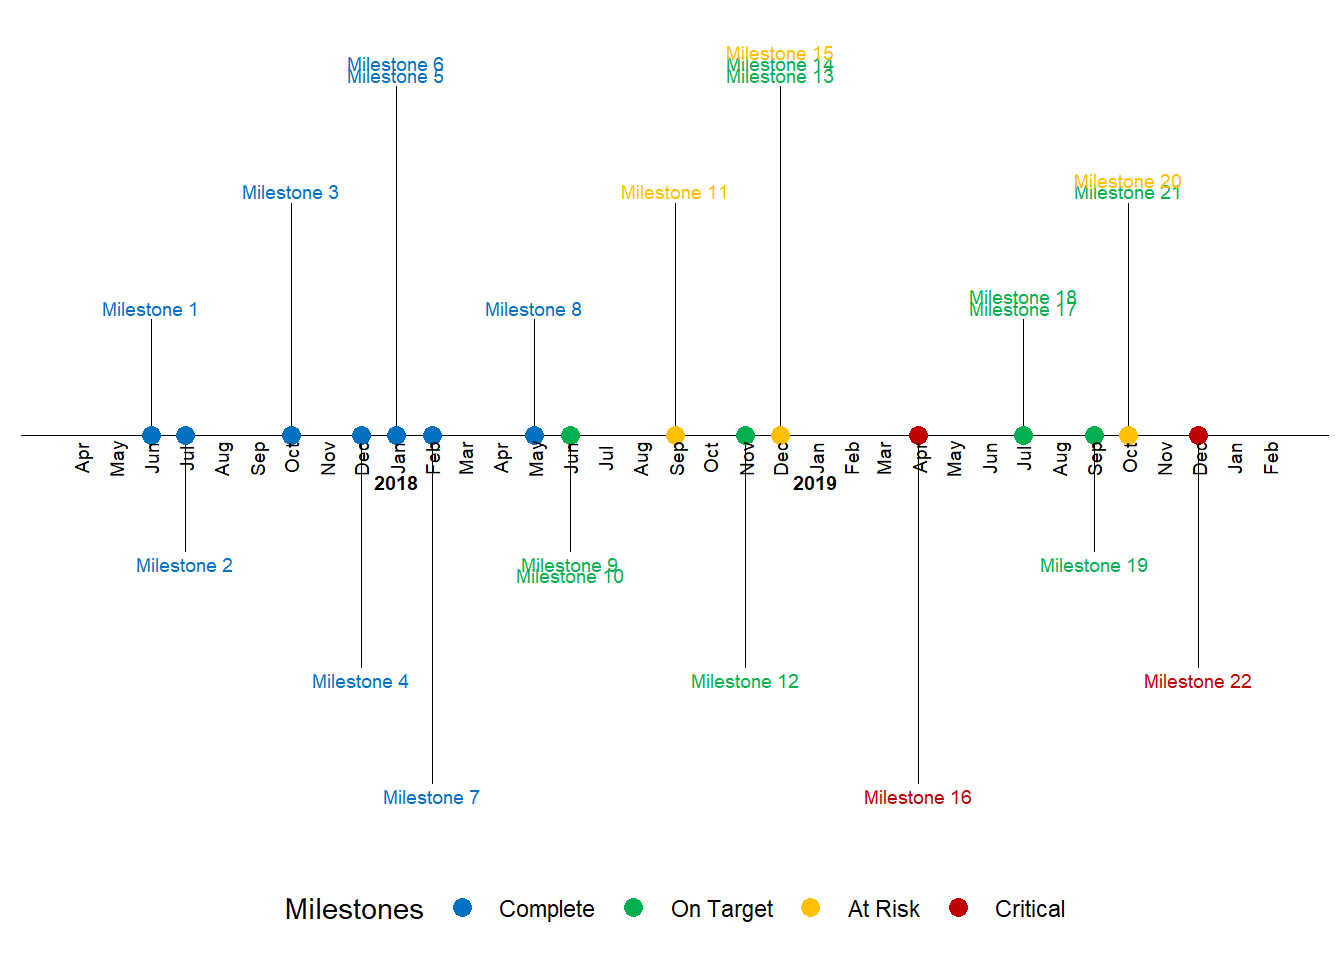 Milestone 15
Milestone 14
Milestone 13
Milestone 6
Milestone 5
Milestone 20
Milestone 21
Milestone 3
Milestone 11
Milestone 18
Milestone 17
Milestone 1
Milestone 8
Apr May Jun Jul Aug Sep Oct Nov Dec Jan Feb Mar Apr May Jun Jul Aug Sep Oct Nov Dec Jan Feb Mar Apr May Jun Jul Aug Sep Oct Nov Dec Jan Feb
2018 2019
Milestone 2
Milestone 9
Milestone 10
Milestone 19
Milestone 4
Milestone 12
Milestone 22
Milestone 7
Milestone 16
Milestones Complete On Target At Risk Critical